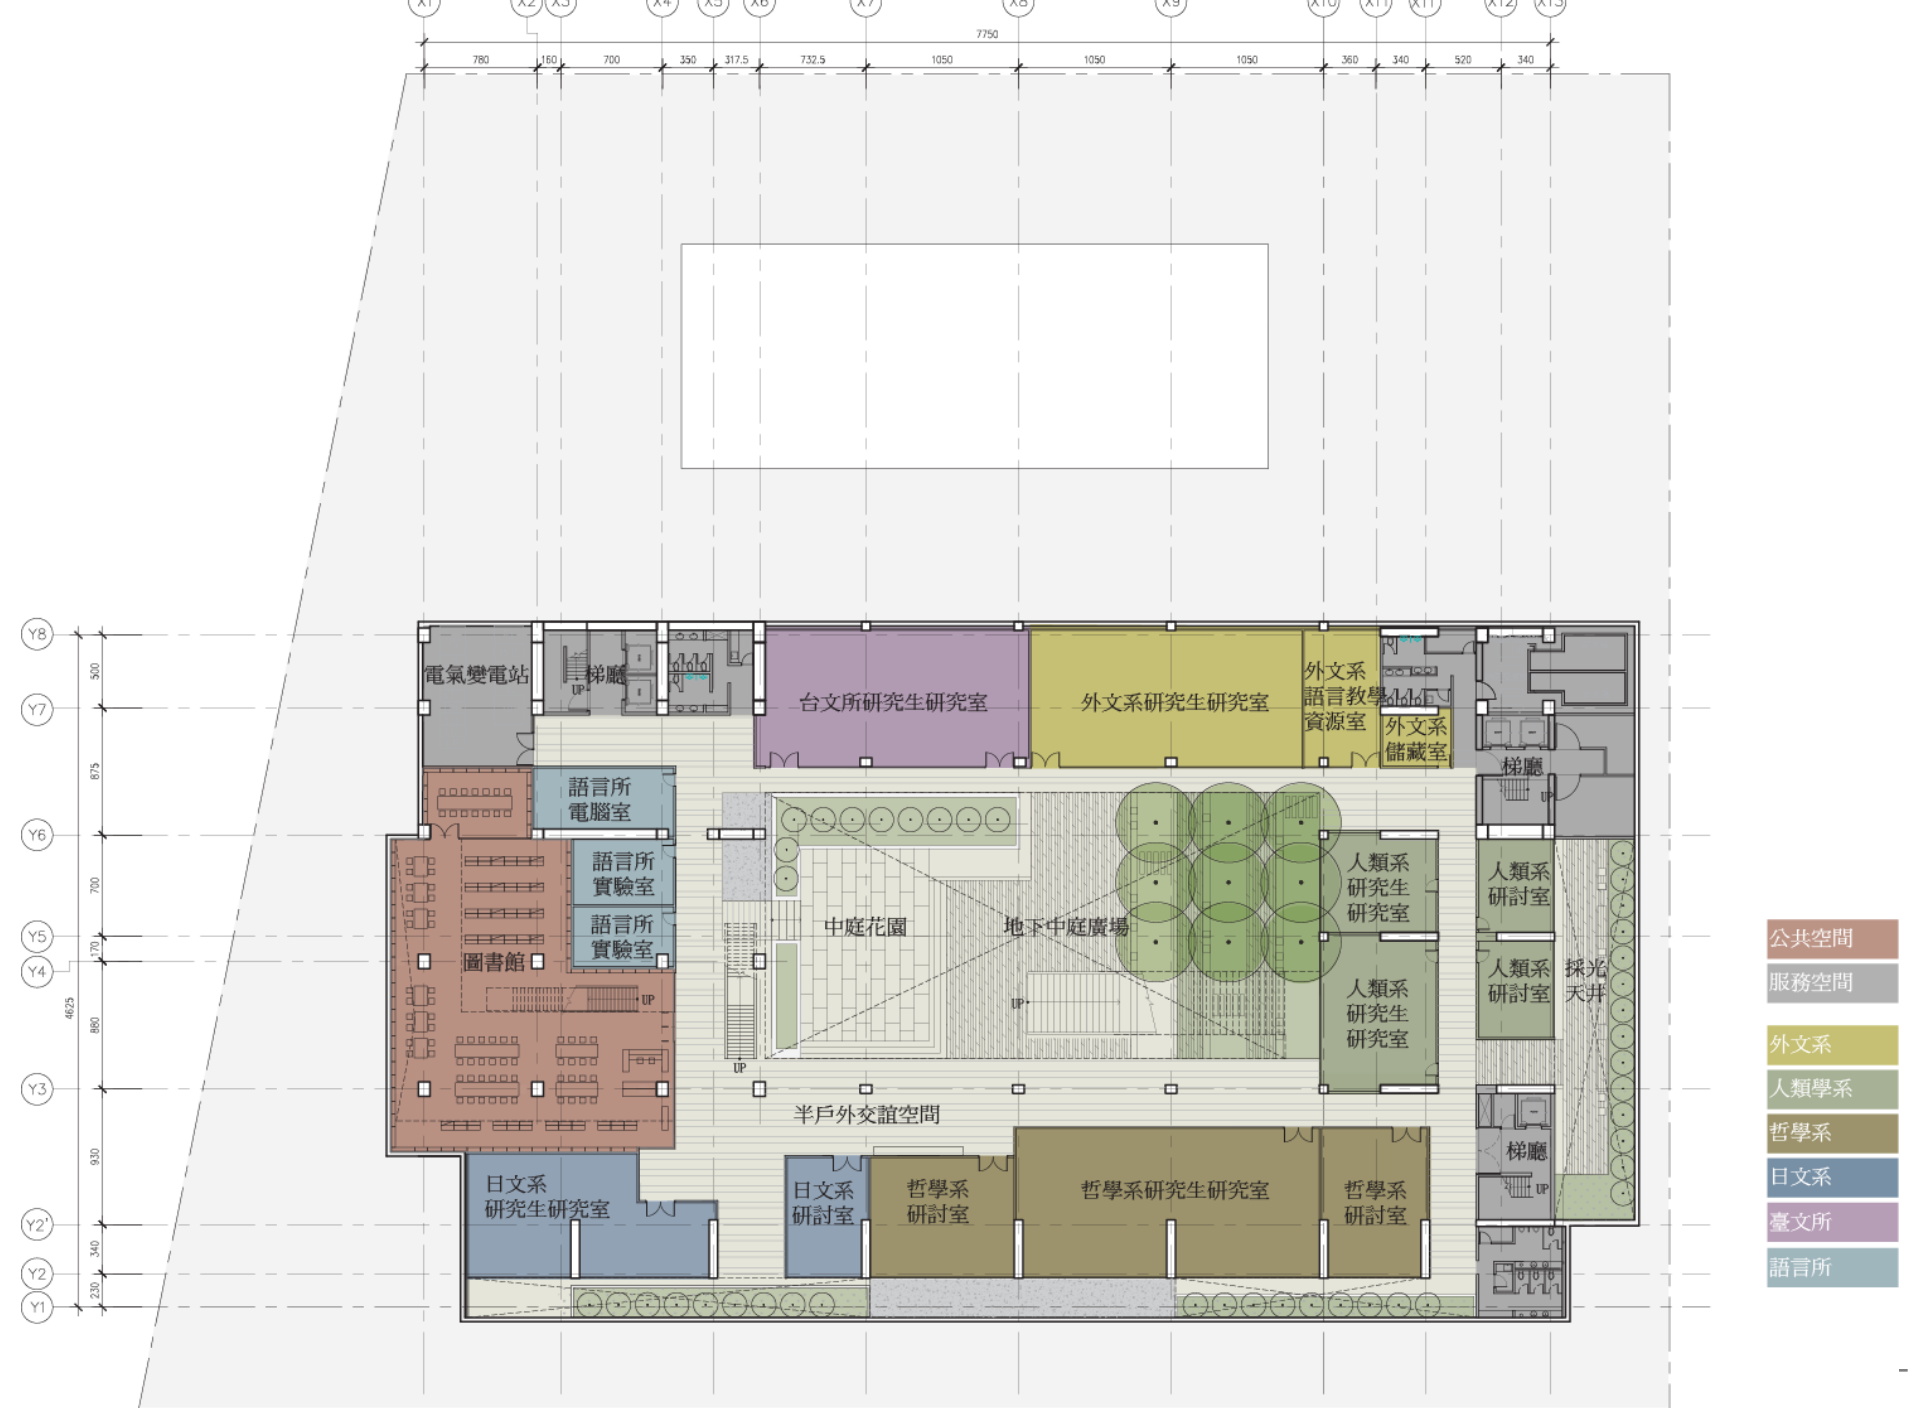 X1 X2 X3 X4 X5 X6 X7 X8 X9 X10 X11 X11 X12 X13
7750
780 160 700 350 317.5 732.5 1050 1050 1050 360 340 520 340
Y8
500
Y7
875
Y6
700
Y5
170
Y4
4625
880
Y3
930
Y2'
340
Y2
230
Y1
電氣變電站
梯廳
UP
台文所研究生研究室
外文系研究生研究室
外文系
語言教學
資源室
外文系
儲藏室
梯廳
UP
語言所
電腦室
語言所
實驗室
語言所
實驗室
圖書館
UP
中庭花園
地下中庭廣場
UP
UP
人類系
研究生
研究室
人類系
研究生
研究室
人類系
研討室
人類系
研討室
採光
天井
半戶外交誼空間
日文系
研究生研究室
日文系
研討室
哲學系
研討室
哲學系研究生研究室
哲學系
研討室
梯廳
UP
公共空間
服務空間
外文系
人類學系
哲學系
日文系
臺文所
語言所